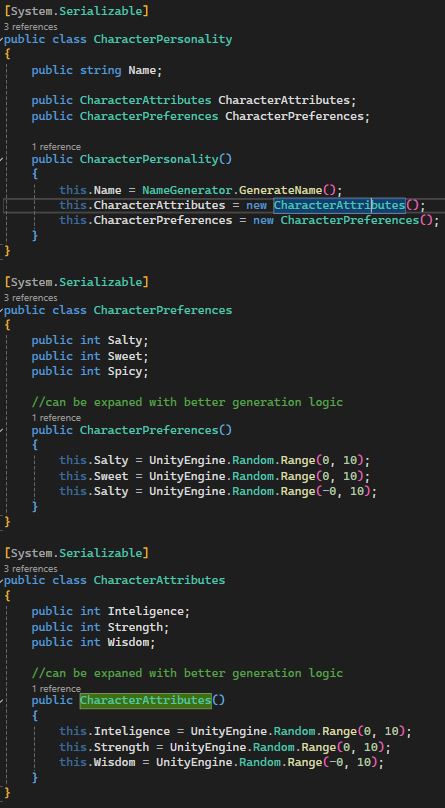 [System.Serializable]
3 references
public class CharacterPersonality
{
public string Name;
public CharacterAttributes CharacterAttributes;
public CharacterPreferences CharacterPreferences;
1 reference
public CharacterPersonality()
{
this.Name = NameGenerator.GenerateName();
this.CharacterAttributes = new CharacterAttributes();
this.CharacterPreferences = new CharacterPreferences();
}
}
[System.Serializable]
3 references
public class CharacterPreferences
{
public int Salty;
public int Sweet;
public int Spicy;
//can be expaned with better generation logic
1 reference
public CharacterPreferences()
{
this.Salty = UnityEngine.Random.Range(0, 10);
this.Sweet = UnityEngine.Random.Range(0, 10);
this.Salty = UnityEngine.Random.Range(-0, 10);
}
}
[System.Serializable]
3 references
public class CharacterAttributes
{
public int Inteligence;
public int Strength;
public int Wisdom;
//can be expaned with better generation logic
1 reference
public CharacterAttributes()
{
this.Inteligence = UnityEngine.Random.Range(0, 10);
this.Strength = UnityEngine.Random.Range(0, 10);
this.Wisdom = UnityEngine.Random.Range(-0, 10);
}
}